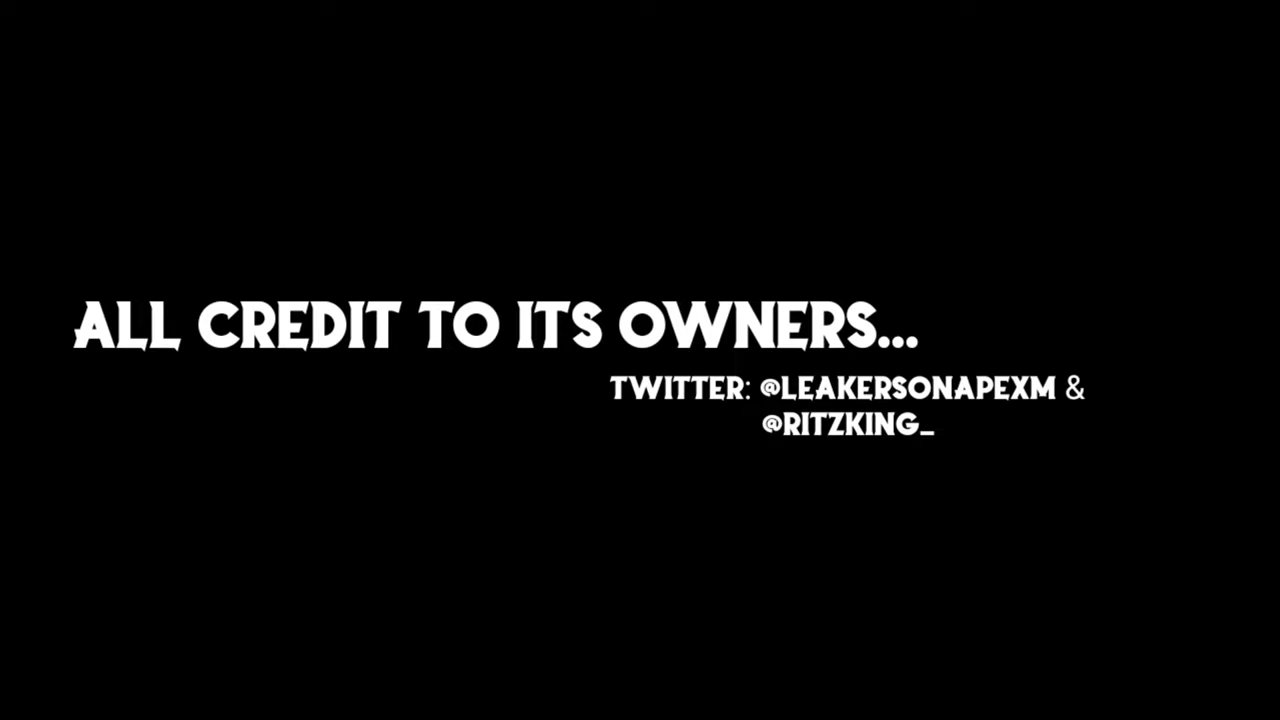 ALL CREDIT TO ITS OWNERS...
TWITTER: @LEAKERSONAPEXM &
@RITZKING_